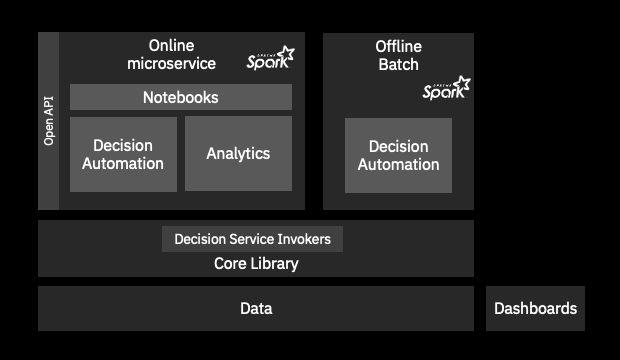 Online
microservice
APACHE
Spark
Open API
Notebooks
Decision
Automation
Analytics
Offline
Batch
APACHE
Spark
Decision
Automation
Decision Service Invokers
Core Library
Data
Dashboards